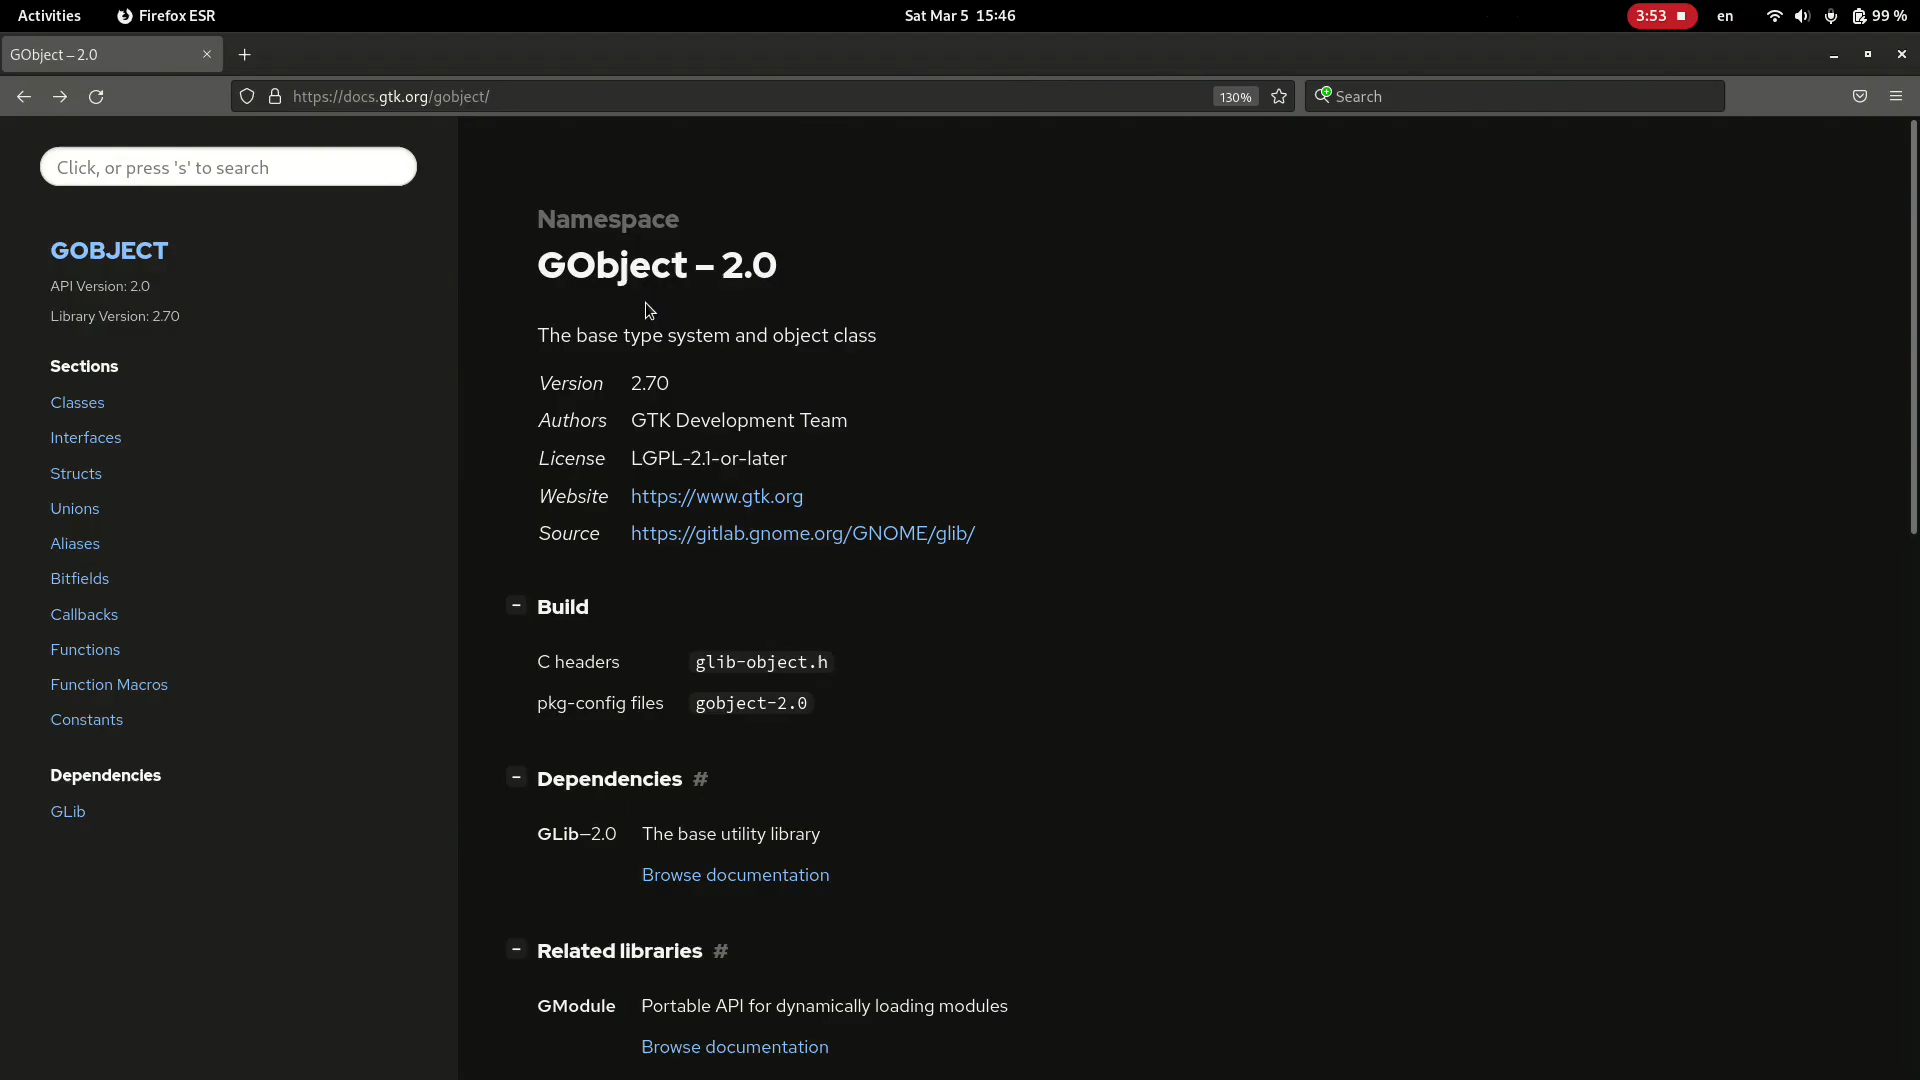 Activities Firefox ESR Sat Mar 5 15:46 3:53 en 99 %
GObject – 2.0
https://docs.gtk.org/gobject/ 130% Search
Click, or press 's' to search
GOBJECT
API Version: 2.0
Library Version: 2.70
Sections
Classes
Interfaces
Structs
Unions
Aliases
Bitfields
Callbacks
Functions
Function Macros
Constants
Dependencies
GLib
Namespace
GObject – 2.0
The base type system and object class
Version 2.70
Authors GTK Development Team
License LGPL-2.1-or-later
Website https://www.gtk.org
Source https://gitlab.gnome.org/GNOME/glib/
Build
C headers glib-object.h
pkg-config files gobject-2.0
Dependencies #
GLib—2.0 The base utility library
Browse documentation
Related libraries #
GModule Portable API for dynamically loading modules
Browse documentation